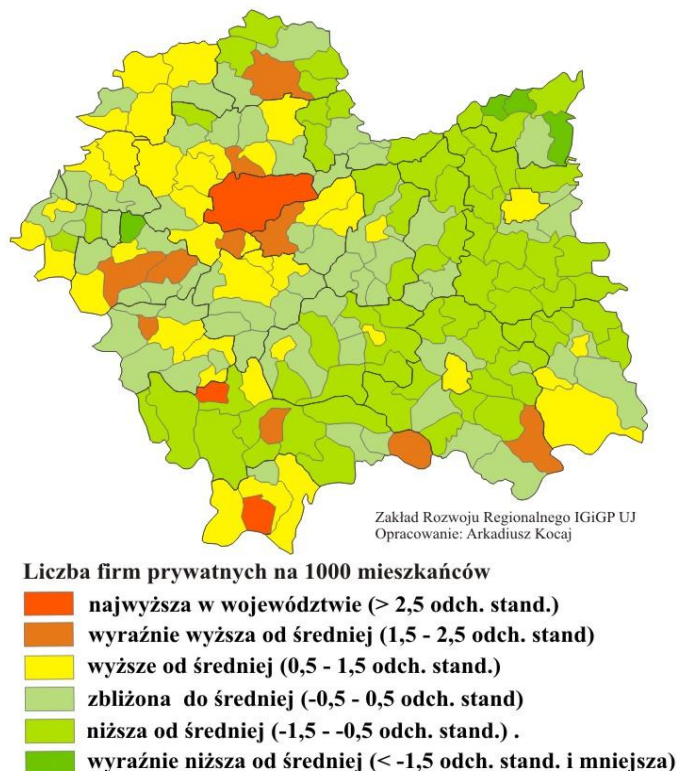 Zakład Rozwoju Regionalnego IGiGP UJ
Opracowanie: Arkadiusz Kocaj
Liczba firm prywatnych na 1000 mieszkańców
najwyższa w województwie (> 2,5 odch. stand.)
wyraźnie wyższa od średniej (1,5 - 2,5 odch. stand)
wyższe od średniej (0,5 - 1,5 odch. stand.)
zbliżona do średniej (-0,5 - 0,5 odch. stand)
niższa od średniej (-1,5 - -0,5 odch. stand.) .
wyraźnie niższa od średniej (< -1,5 odch. stand. i mniejsza)